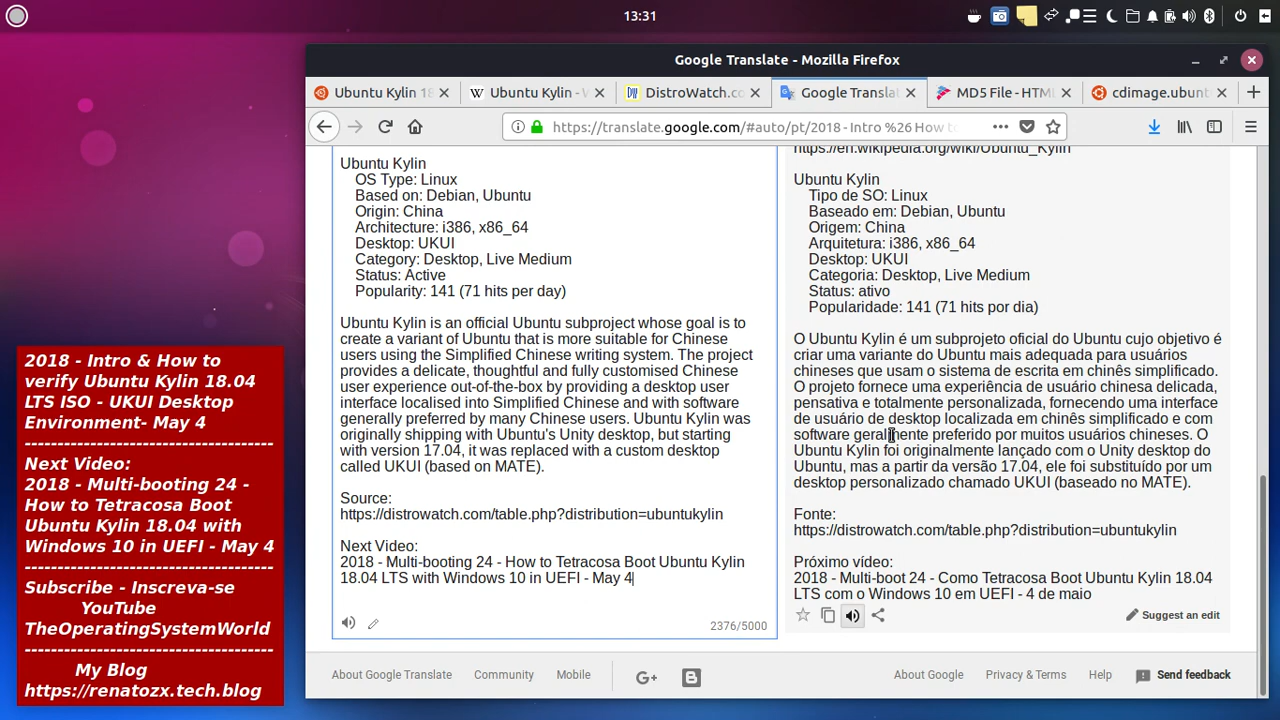 13:31
Google Translate - Mozilla Firefox
Ubuntu Kylin 18
Ubuntu Kylin - W
DistroWatch.co
Google Translat
MD5 File - HTML
cdimage.ubunt
https://translate.google.com/#auto/pt/2018 - Intro %26 How to
Ubuntu Kylin
OS Type: Linux
Based on: Debian, Ubuntu
Origin: China
Architecture: i386, x86_64
Desktop: UKUI
Category: Desktop, Live Medium
Status: Active
Popularity: 141 (71 hits per day)
Ubuntu Kylin is an official Ubuntu subproject whose goal is to
create a variant of Ubuntu that is more suitable for Chinese
users using the Simplified Chinese writing system. The project
provides a delicate, thoughtful and fully customised Chinese
user experience out-of-the-box by providing a desktop user
interface localised into Simplified Chinese and with software
generally preferred by many Chinese users. Ubuntu Kylin was
originally shipping with Ubuntu's Unity desktop, but starting
with version 17.04, it was replaced with a custom desktop
called UKUI (based on MATE).
Source:
https://distrowatch.com/table.php?distribution=ubuntukylin
Next Video:
2018 - Multi-booting 24 - How to Tetracosa Boot Ubuntu Kylin
18.04 LTS with Windows 10 in UEFI - May 4
2376/5000
https://en.wikipedia.org/wiki/Ubuntu_Kylin
Ubuntu Kylin
Tipo de SO: Linux
Baseado em: Debian, Ubuntu
Origem: China
Arquitetura: i386, x86_64
Desktop: UKUI
Categoria: Desktop, Live Medium
Status: ativo
Popularidade: 141 (71 hits por dia)
O Ubuntu Kylin é um subprojeto oficial do Ubuntu cujo objetivo é
criar uma variante do Ubuntu mais adequada para usuários
chineses que usam o sistema de escrita em chinês simplificado.
O projeto fornece uma experiência de usuário chinesa delicada,
pensativa e totalmente personalizada, fornecendo uma interface
de usuário de desktop localizada em chinês simplificado e com
software geralmente preferido por muitos usuários chineses. O
Ubuntu Kylin foi originalmente lançado com o Unity desktop do
Ubuntu, mas a partir da versão 17.04, ele foi substituído por um
desktop personalizado chamado UKUI (baseado no MATE).
Fonte:
https://distrowatch.com/table.php?distribution=ubuntukylin
Próximo vídeo:
2018 - Multi-boot 24 - Como Tetracosa Boot Ubuntu Kylin 18.04
LTS com o Windows 10 em UEFI - 4 de maio
Suggest an edit
About Google Translate
Community
Mobile
G+
About Google
Privacy & Terms
Help
Send feedback
2018 - Intro & How to
verify Ubuntu Kylin 18.04
LTS ISO - UKUI Desktop
Environment- May 4
-----------------------------------
Next Video:
2018 - Multi-booting 24 -
How to Tetracosa Boot
Ubuntu Kylin 18.04 with
Windows 10 in UEFI - May 4
-----------------------------------
Subscribe - Inscreva-se
YouTube
TheOperatingSystemWorld
-----------------------------------
My Blog
https://renatozx.tech.blog